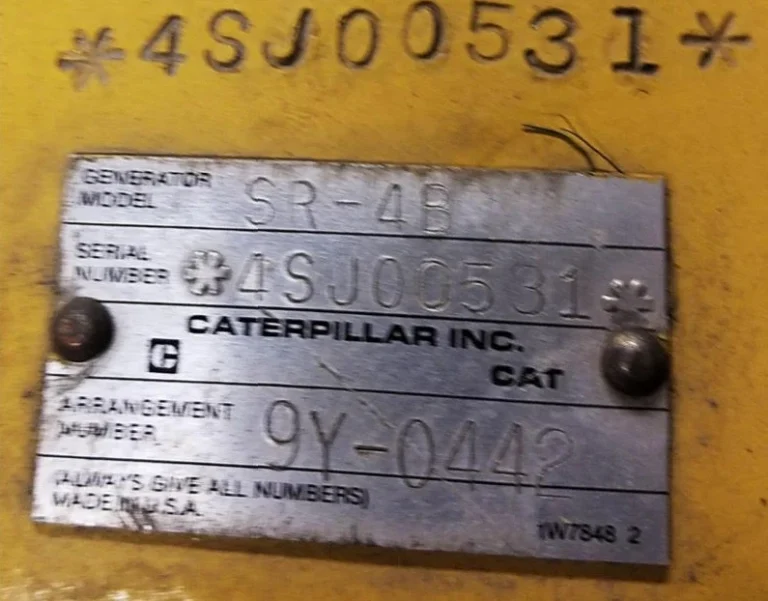 *4SJ00531*
GENERATOR MODEL SR-4B
SERIAL NUMBER *4SJ00531*
CATERPILLAR INC.
C CAT
ARRANGEMENT NUMBER 9Y-0442
(ALWAYS GIVE ALL NUMBERS)
MADE IN U.S.A. 1W7848 2